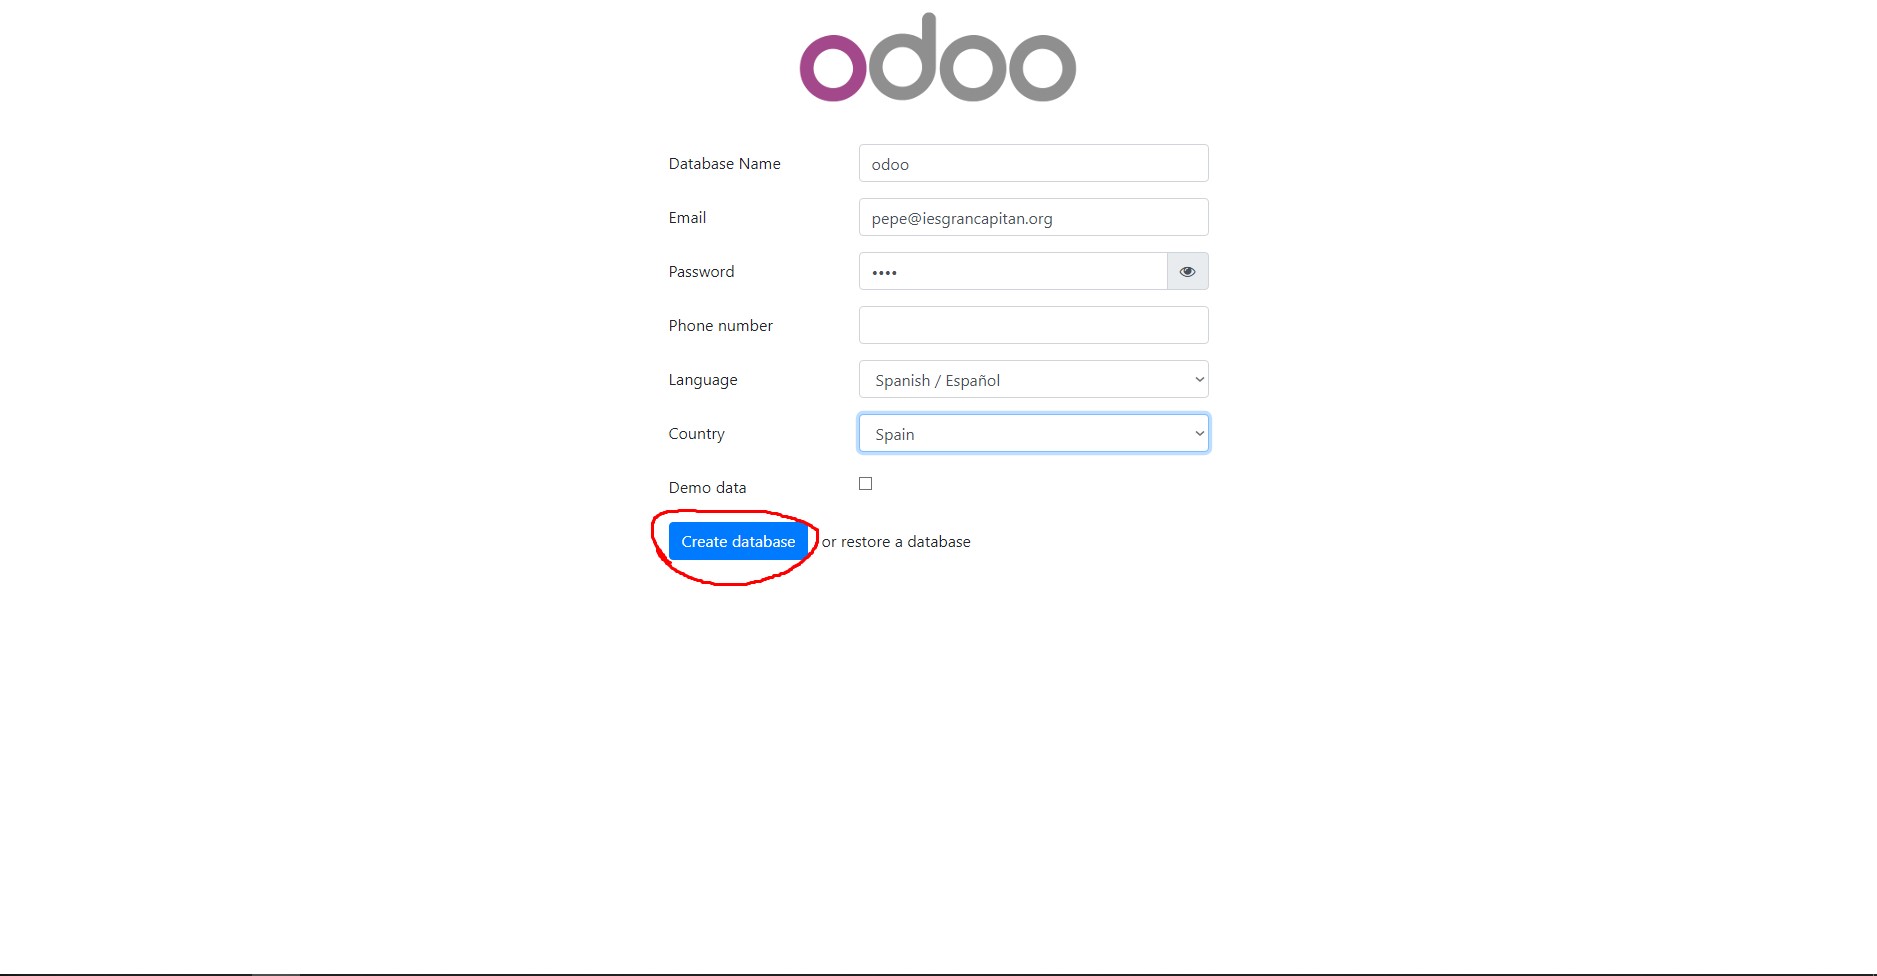 odoo
Database Name
odoo
Email
pepe@iesgrancapitan.org
Password
••••
Phone number
Language
Spanish / Español
Country
Spain
Demo data
Create database or restore a database